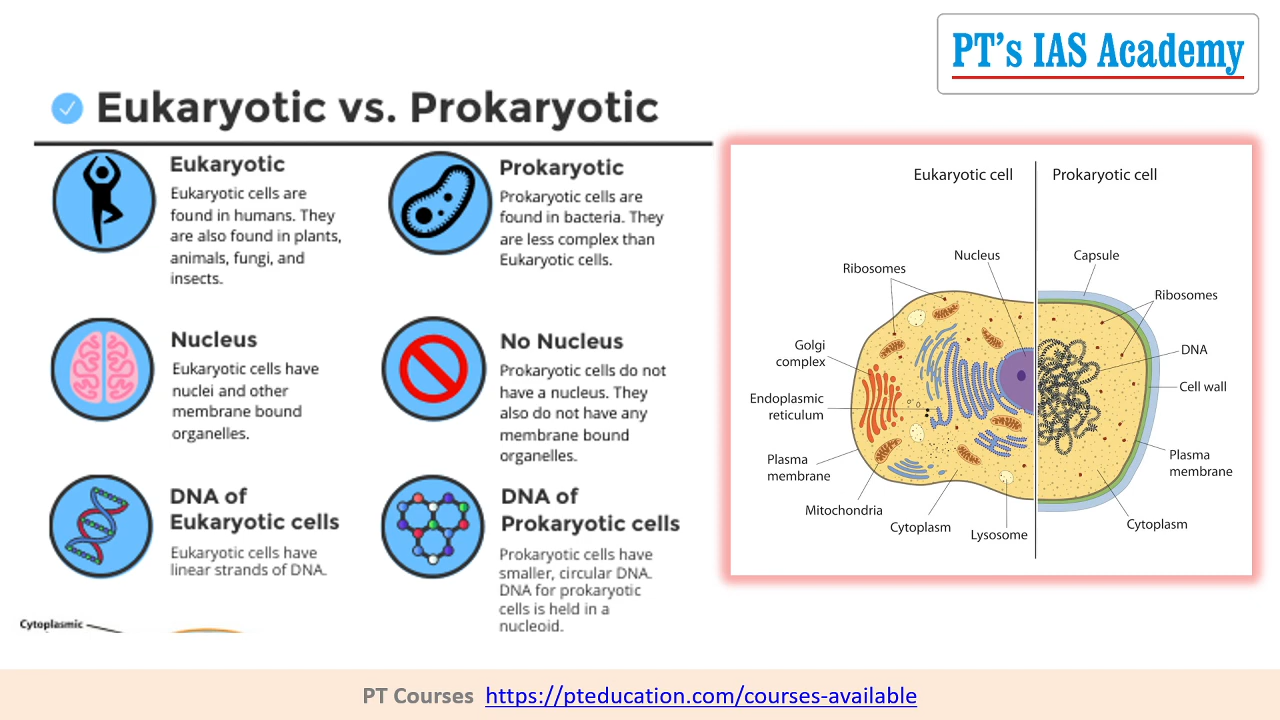 PT's IAS Academy
Eukaryotic vs. Prokaryotic
Eukaryotic
Eukaryotic cells are
found in humans. They
are also found in plants,
animals, fungi, and
insects.
Prokaryotic
Prokaryotic cells are
found in bacteria. They
are less complex than
Eukaryotic cells.
Nucleus
Eukaryotic cells have
nuclei and other
membrane bound
organelles.
No Nucleus
Prokaryotic cells do not
have a nucleus. They
also do not have any
membrane bound
organelles.
DNA of
Eukaryotic cells
Eukaryotic cells have
linear strands of DNA.
DNA of
Prokaryotic cells
Prokaryotic cells have
smaller, circular DNA.
DNA for prokaryotic
cells is held in a
nucleoid.
Cytoplasmic
Eukaryotic cell
Prokaryotic cell
Nucleus
Ribosomes
Golgi
complex
Endoplasmic
reticulum
Plasma
membrane
Mitochondria
Cytoplasm
Lysosome
Capsule
Ribosomes
DNA
Cell wall
Plasma
membrane
Cytoplasm
PT Courses https://pteducation.com/courses-available